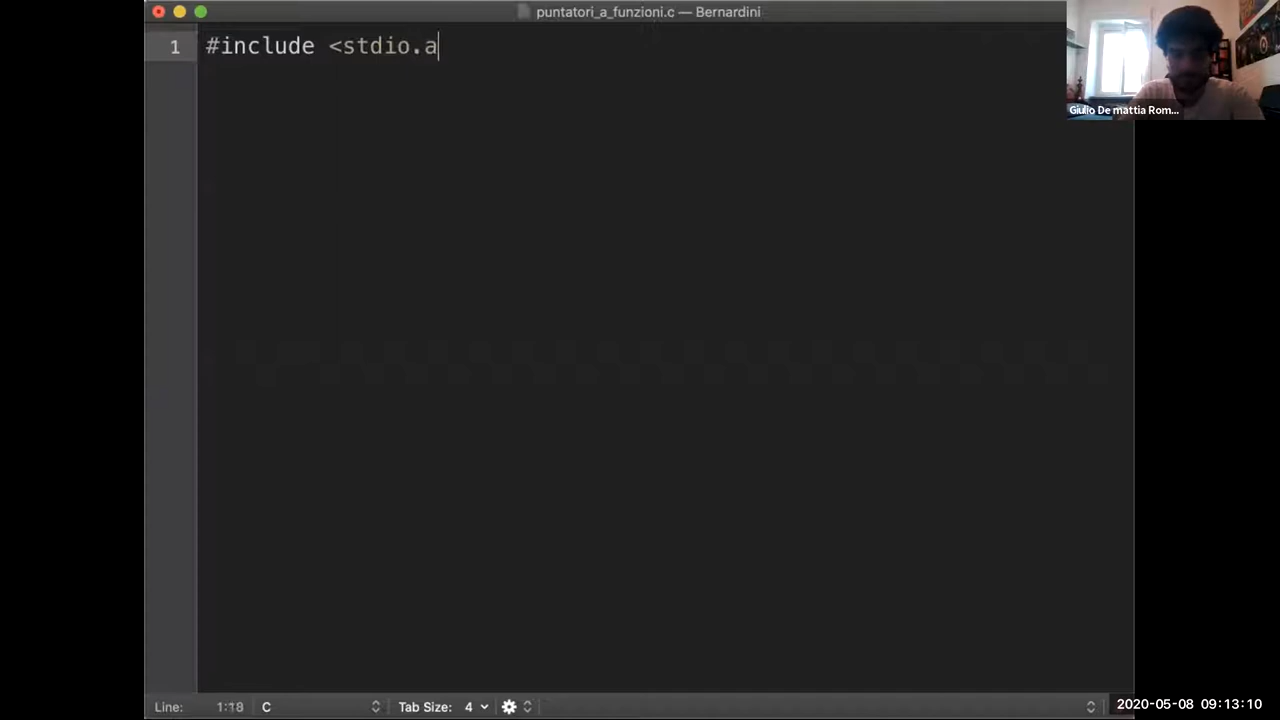 puntatori_a_funzioni.c — Bernardini
1 #include <stdio.a
Giulio De mattia Rom...
Line: 1:18 C Tab Size: 4
2020-05-08 09:13:10